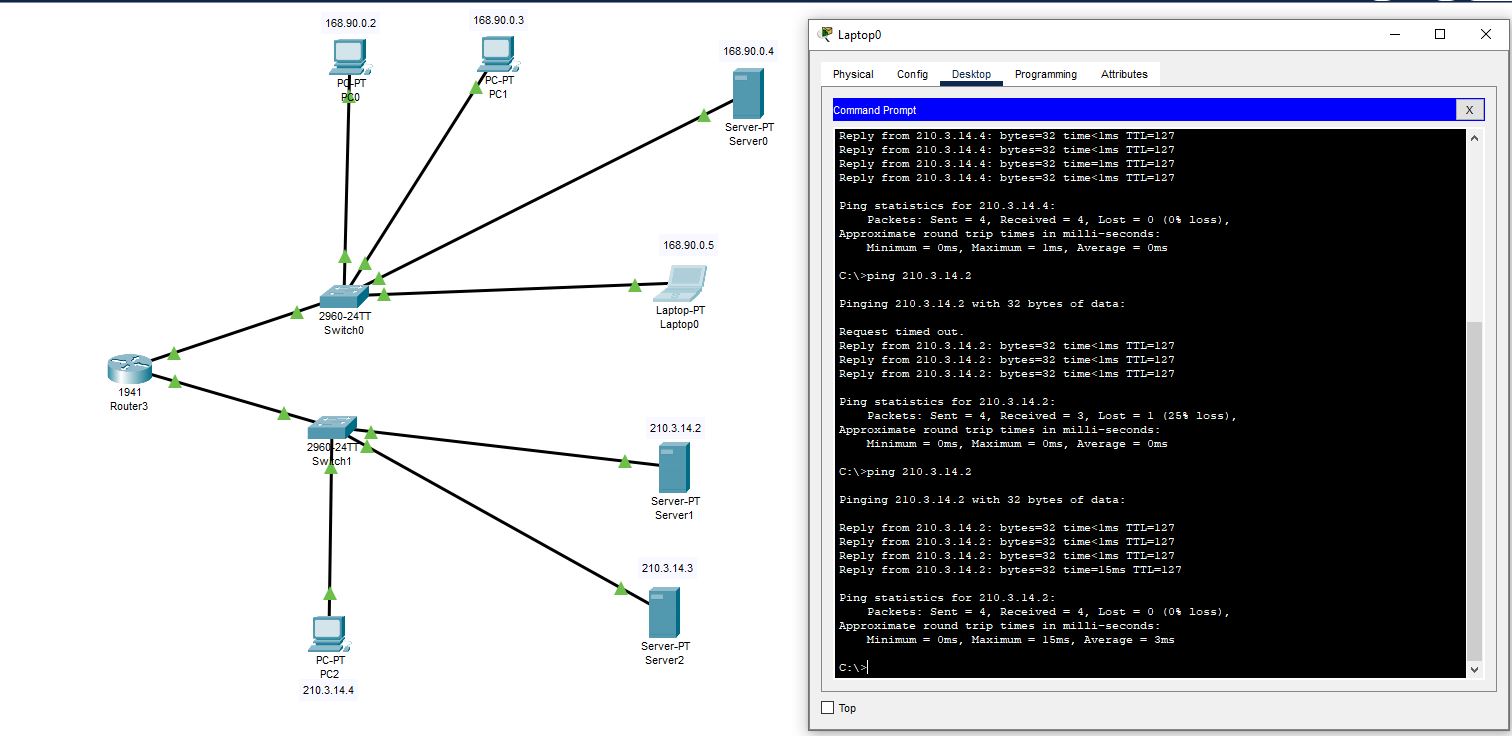 168.90.0.2
PC-PT
PC0
168.90.0.3
PC-PT
PC1
168.90.0.4
Server-PT
Server0
168.90.0.5
Laptop-PT
Laptop0
2960-24TT
Switch0
1941
Router3
2960-24TT
Switch1
210.3.14.2
Server-PT
Server1
210.3.14.3
Server-PT
Server2
PC-PT
PC2
210.3.14.4
Laptop0
Physical Config Desktop Programming Attributes
Command Prompt X
Reply from 210.3.14.4: bytes=32 time<1ms TTL=127
Reply from 210.3.14.4: bytes=32 time<1ms TTL=127
Reply from 210.3.14.4: bytes=32 time=1ms TTL=127
Reply from 210.3.14.4: bytes=32 time<1ms TTL=127
Ping statistics for 210.3.14.4:
Packets: Sent = 4, Received = 4, Lost = 0 (0% loss),
Approximate round trip times in milli-seconds:
Minimum = 0ms, Maximum = 1ms, Average = 0ms
C:\>ping 210.3.14.2
Pinging 210.3.14.2 with 32 bytes of data:
Request timed out.
Reply from 210.3.14.2: bytes=32 time<1ms TTL=127
Reply from 210.3.14.2: bytes=32 time<1ms TTL=127
Reply from 210.3.14.2: bytes=32 time<1ms TTL=127
Ping statistics for 210.3.14.2:
Packets: Sent = 4, Received = 3, Lost = 1 (25% loss),
Approximate round trip times in milli-seconds:
Minimum = 0ms, Maximum = 0ms, Average = 0ms
C:\>ping 210.3.14.2
Pinging 210.3.14.2 with 32 bytes of data:
Reply from 210.3.14.2: bytes=32 time<1ms TTL=127
Reply from 210.3.14.2: bytes=32 time<1ms TTL=127
Reply from 210.3.14.2: bytes=32 time<1ms TTL=127
Reply from 210.3.14.2: bytes=32 time=15ms TTL=127
Ping statistics for 210.3.14.2:
Packets: Sent = 4, Received = 4, Lost = 0 (0% loss),
Approximate round trip times in milli-seconds:
Minimum = 0ms, Maximum = 15ms, Average = 3ms
C:\>
Top